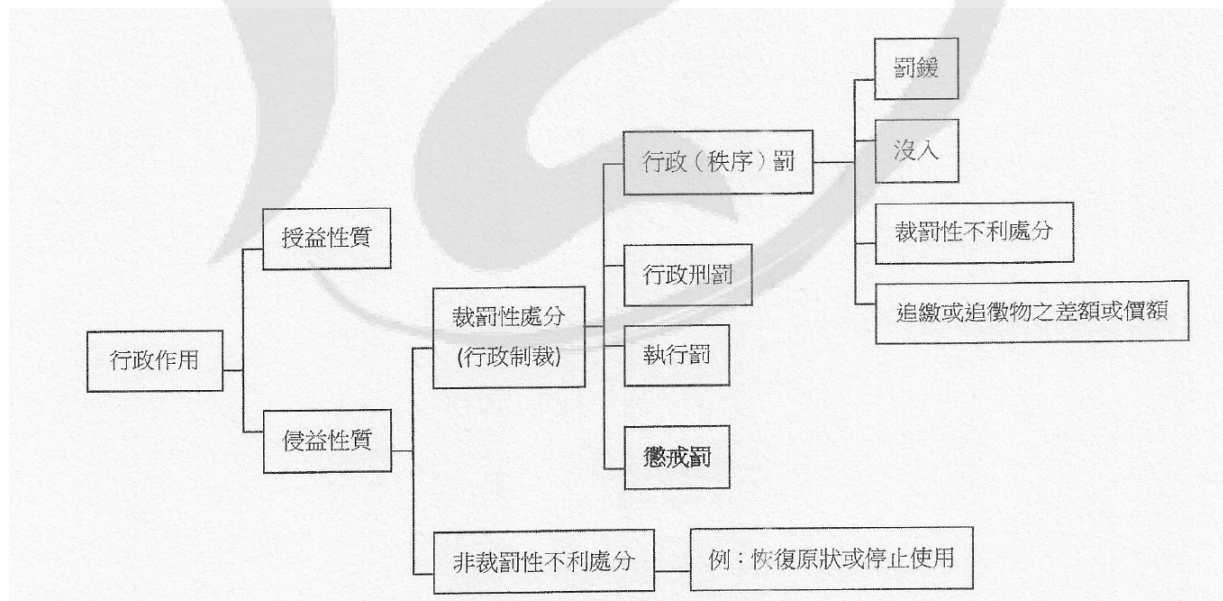 行政作用
授益性質
侵益性質
裁罰性處分
(行政制裁)
非裁罰性不利處分
行政（秩序）罰
行政刑罰
執行罰
懲戒罰
例：恢復原狀或停止使用
罰鍰
沒入
裁罰性不利處分
追繳或追徵物之差額或價額